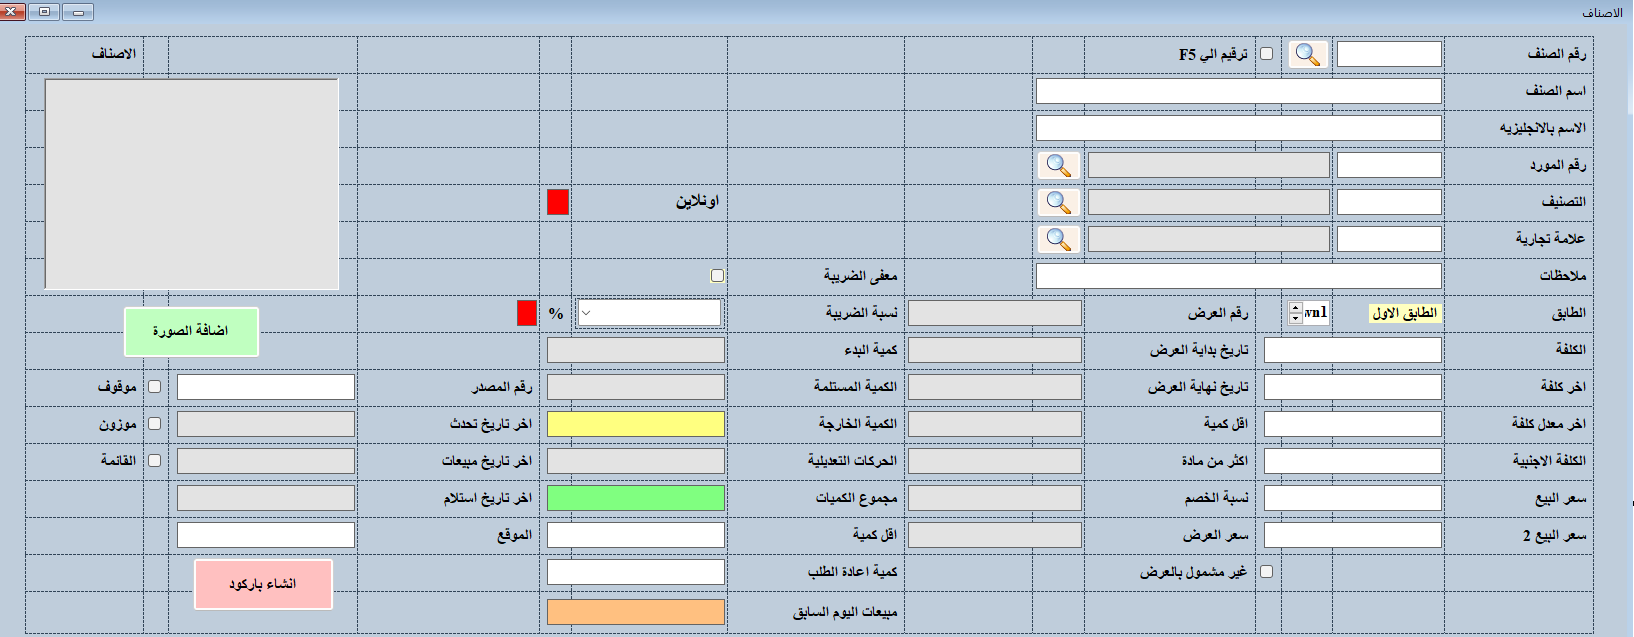 الاصناف
رقم الصنف ترقيم الي F5 الاصناف
اسم الصنف
الاسم بالانجليزيه
رقم المورد
التصنيف اونلاين
علامة تجارية
ملاحظات معفى الضريبة
الطابق الطابق الاول wn1 رقم العرض نسبة الضريبة % اضافة الصورة
الكلفة تاريخ بداية العرض كمية البدء
اخر كلفة تاريخ نهاية العرض الكمية المستلمة رقم المصدر موقوف
اخر معدل كلفة اقل كمية الكمية الخارجة اخر تاريخ تحدث موزون
الكلفة الاجنبية اكثر من مادة الحركات التعديلية اخر تاريخ مبيعات القائمة
سعر البيع نسبة الخصم مجموع الكميات اخر تاريخ استلام
سعر البيع 2 سعر العرض اقل كمية الموقع
غير مشمول بالعرض كمية اعادة الطلب انشاء باركود
مبيعات اليوم السابق